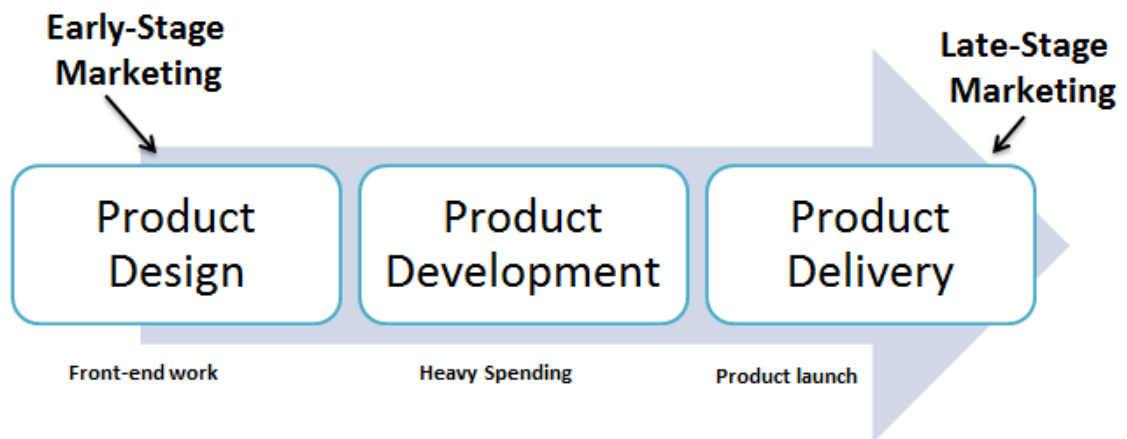 Early-Stage
Marketing
Late-Stage
Marketing
Product
Design
Product
Development
Product
Delivery
Front-end work
Heavy Spending
Product launch